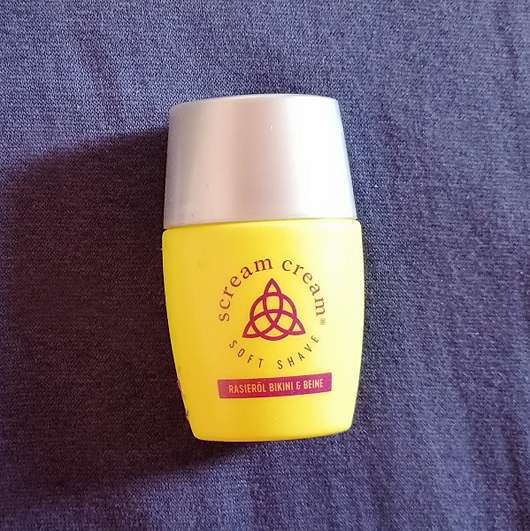 scream cream®
SOFT SHAVE
RASIERÖL BIKINI & BEINE